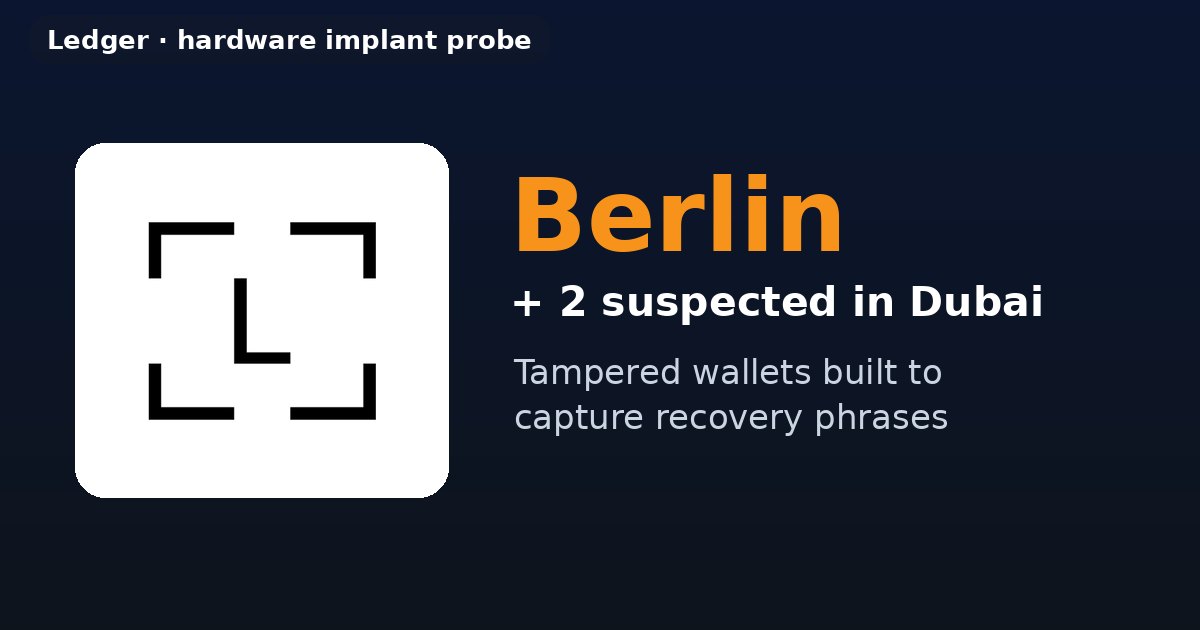 Ledger · hardware implant probe
Berlin
+ 2 suspected in Dubai
Tampered wallets built to
capture recovery phrases
L